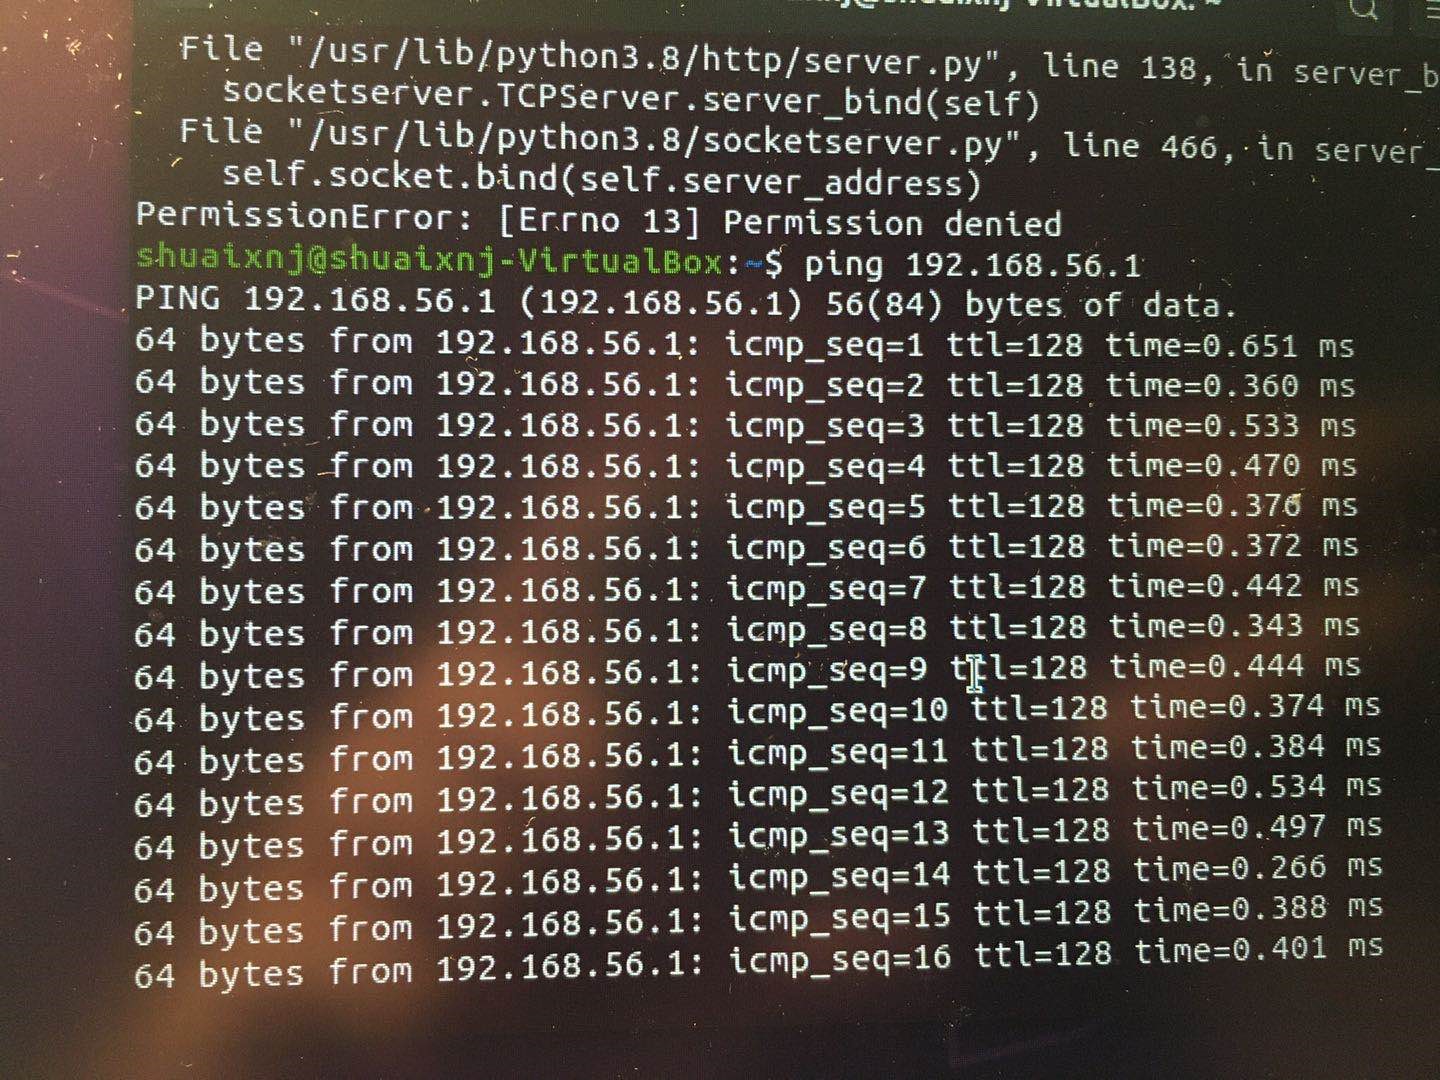 File "/usr/lib/python3.8/http/server.py", line 138, in server_b
socketserver.TCPServer.server_bind(self)
File "/usr/lib/python3.8/socketserver.py", line 466, in server_
self.socket.bind(self.server_address)
PermissionError: [Errno 13] Permission denied
shuaixnj@shuaixnj-VirtualBox:~$ ping 192.168.56.1
PING 192.168.56.1 (192.168.56.1) 56(84) bytes of data.
64 bytes from 192.168.56.1: icmp_seq=1 ttl=128 time=0.651 ms
64 bytes from 192.168.56.1: icmp_seq=2 ttl=128 time=0.360 ms
64 bytes from 192.168.56.1: icmp_seq=3 ttl=128 time=0.533 ms
64 bytes from 192.168.56.1: icmp_seq=4 ttl=128 time=0.470 ms
64 bytes from 192.168.56.1: icmp_seq=5 ttl=128 time=0.376 ms
64 bytes from 192.168.56.1: icmp_seq=6 ttl=128 time=0.372 ms
64 bytes from 192.168.56.1: icmp_seq=7 ttl=128 time=0.442 ms
64 bytes from 192.168.56.1: icmp_seq=8 ttl=128 time=0.343 ms
64 bytes from 192.168.56.1: icmp_seq=9 ttl=128 time=0.444 ms
64 bytes from 192.168.56.1: icmp_seq=10 ttl=128 time=0.374 ms
64 bytes from 192.168.56.1: icmp_seq=11 ttl=128 time=0.384 ms
64 bytes from 192.168.56.1: icmp_seq=12 ttl=128 time=0.534 ms
64 bytes from 192.168.56.1: icmp_seq=13 ttl=128 time=0.497 ms
64 bytes from 192.168.56.1: icmp_seq=14 ttl=128 time=0.266 ms
64 bytes from 192.168.56.1: icmp_seq=15 ttl=128 time=0.388 ms
64 bytes from 192.168.56.1: icmp_seq=16 ttl=128 time=0.401 ms